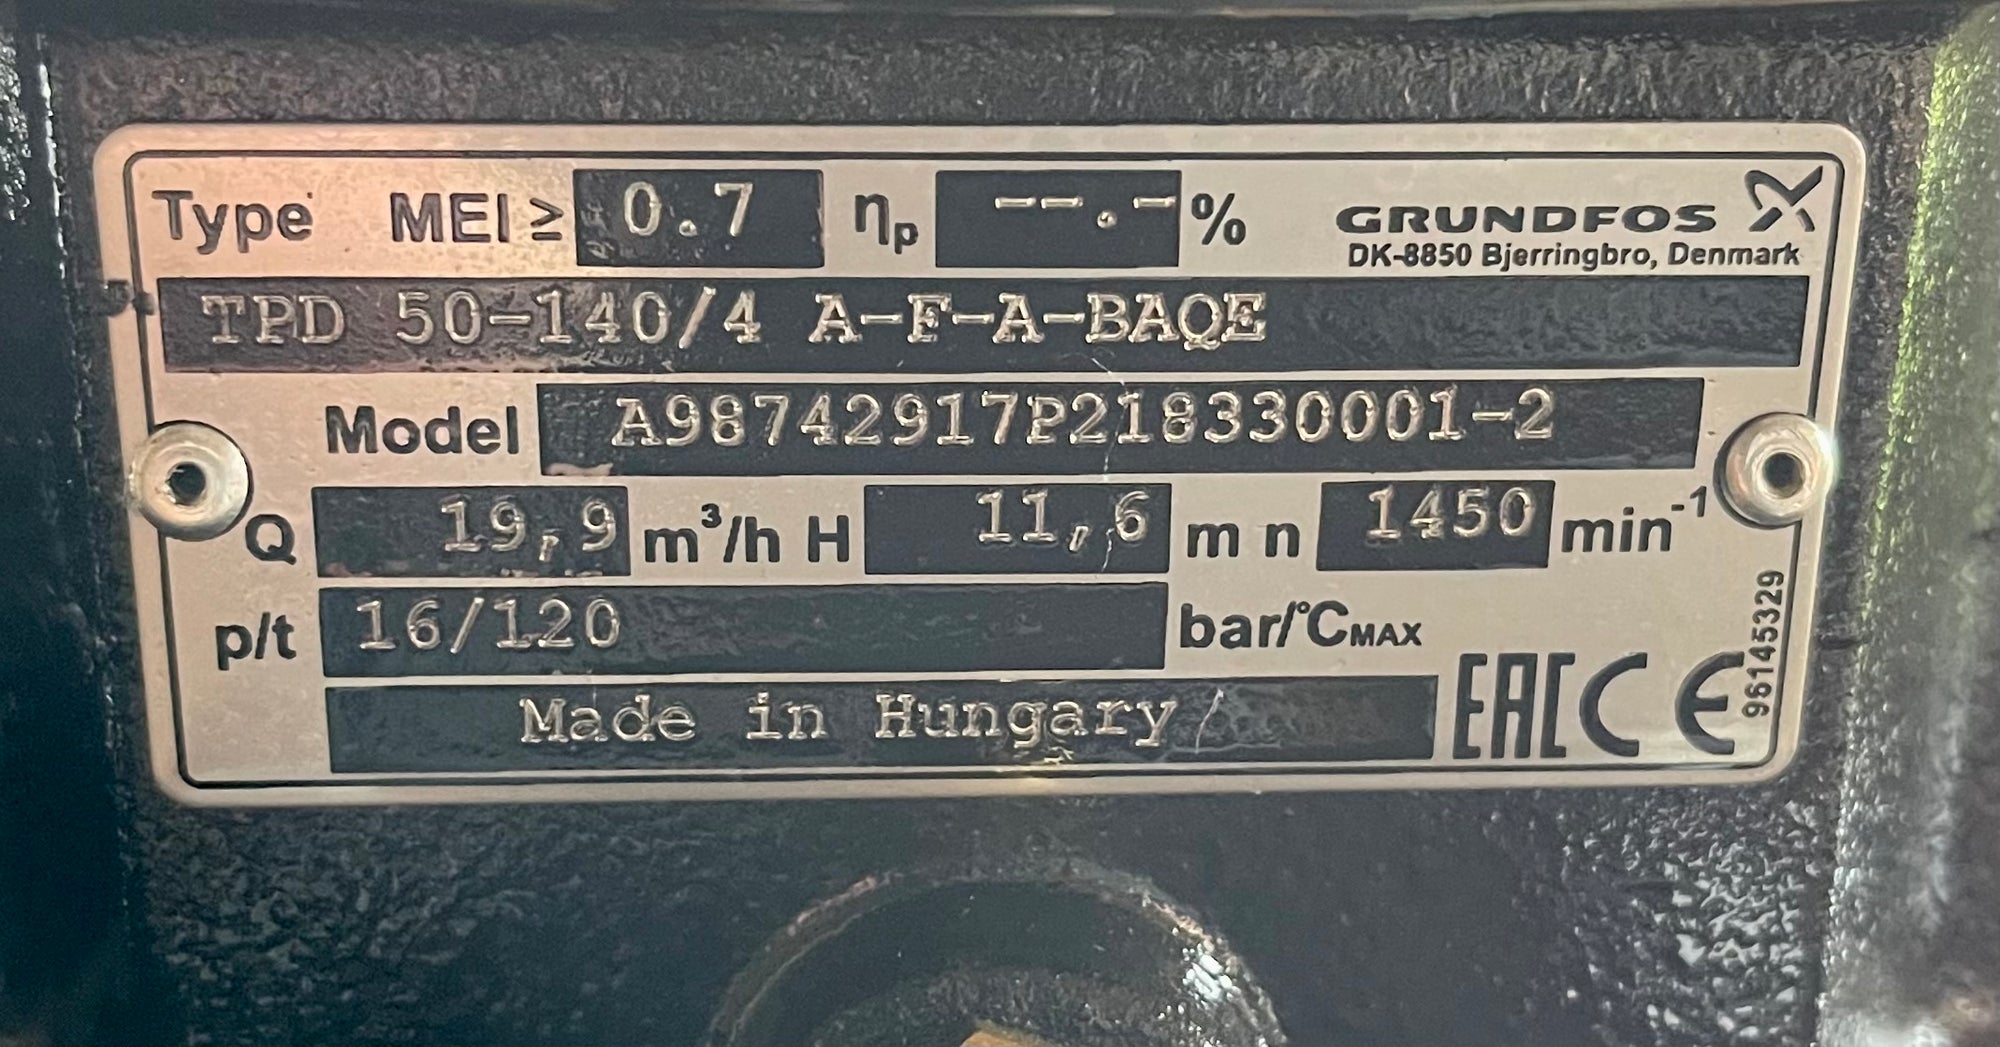 Type MEI ≥ 0.7 ηp --.-% GRUNDFOS
DK-8850 Bjerringbro, Denmark
TPD 50-140/4 A-F-A-BAQE
Model A98742917P218330001-2
Q 19,9 m³/h H 11,6 m n 1450 min⁻¹
p/t 16/120 bar/°CMAX
Made in Hungary EAC CE
96145329